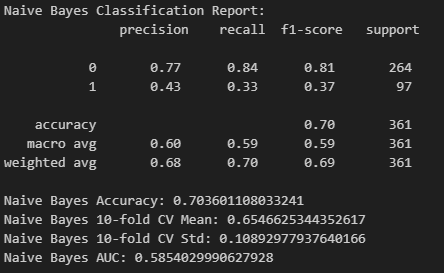 Naive Bayes Classification Report:
precision recall f1-score support
0 0.77 0.84 0.81 264
1 0.43 0.33 0.37 97
accuracy 0.70 361
macro avg 0.60 0.59 0.59 361
weighted avg 0.68 0.70 0.69 361
Naive Bayes Accuracy: 0.703601108033241
Naive Bayes 10-fold CV Mean: 0.6546625344352617
Naive Bayes 10-fold CV Std: 0.10892977937640166
Naive Bayes AUC: 0.5854029990627928